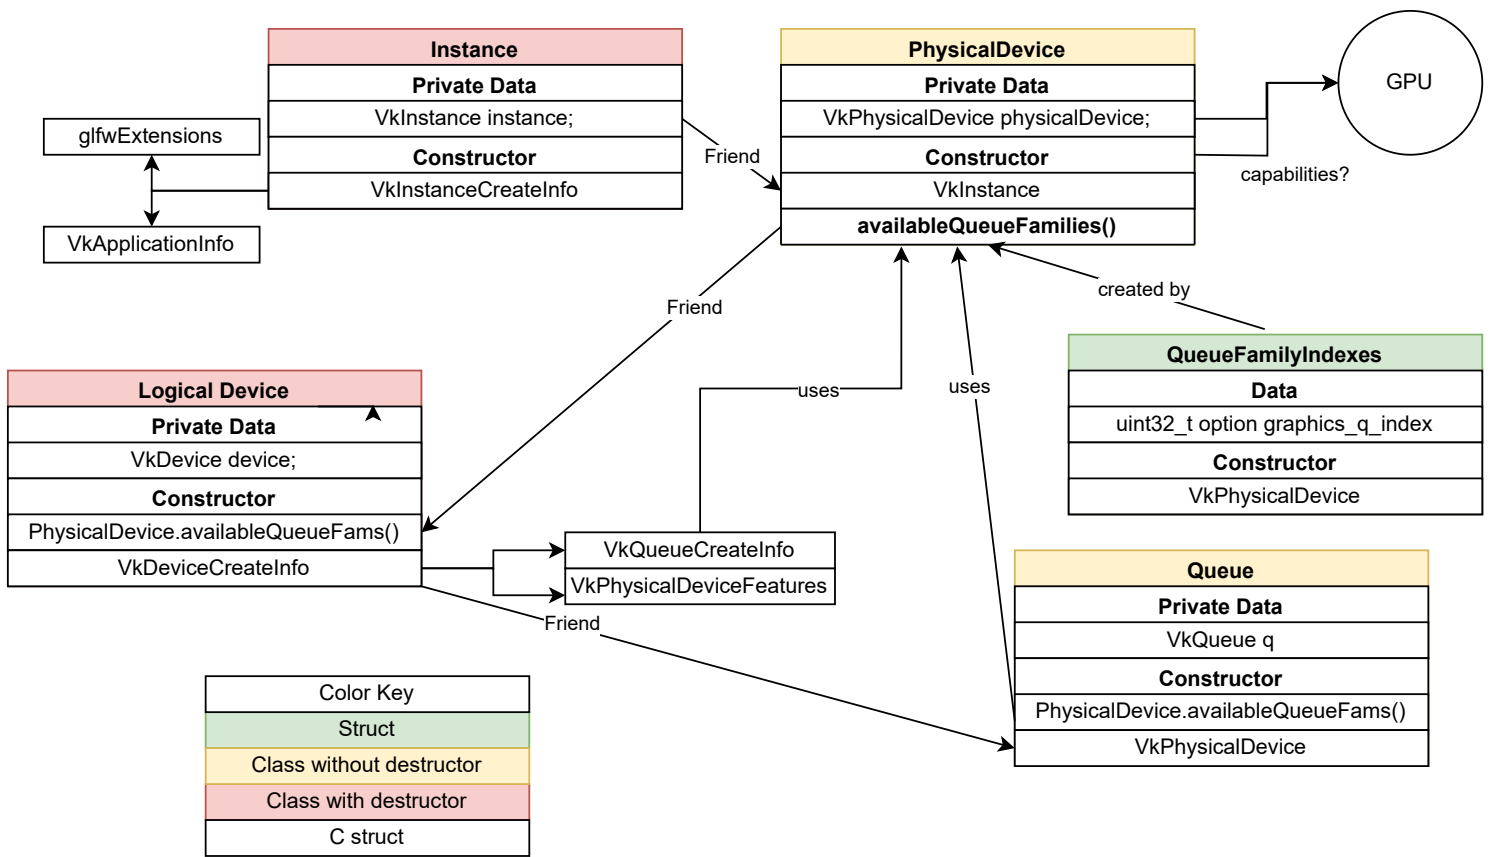 Instance
Private Data
VkInstance instance;
Constructor
VkInstanceCreateInfo
glfwExtensions
VkApplicationInfo
Friend
PhysicalDevice
Private Data
VkPhysicalDevice physicalDevice;
Constructor
VkInstance
availableQueueFamilies()
GPU
capabilities?
Friend
created by
uses
uses
QueueFamilyIndexes
Data
uint32_t option graphics_q_index
Constructor
VkPhysicalDevice
Logical Device
Private Data
VkDevice device;
Constructor
PhysicalDevice.availableQueueFams()
VkDeviceCreateInfo
VkQueueCreateInfo
VkPhysicalDeviceFeatures
Friend
Queue
Private Data
VkQueue q
Constructor
PhysicalDevice.availableQueueFams()
VkPhysicalDevice
Color Key
Struct
Class without destructor
Class with destructor
C struct